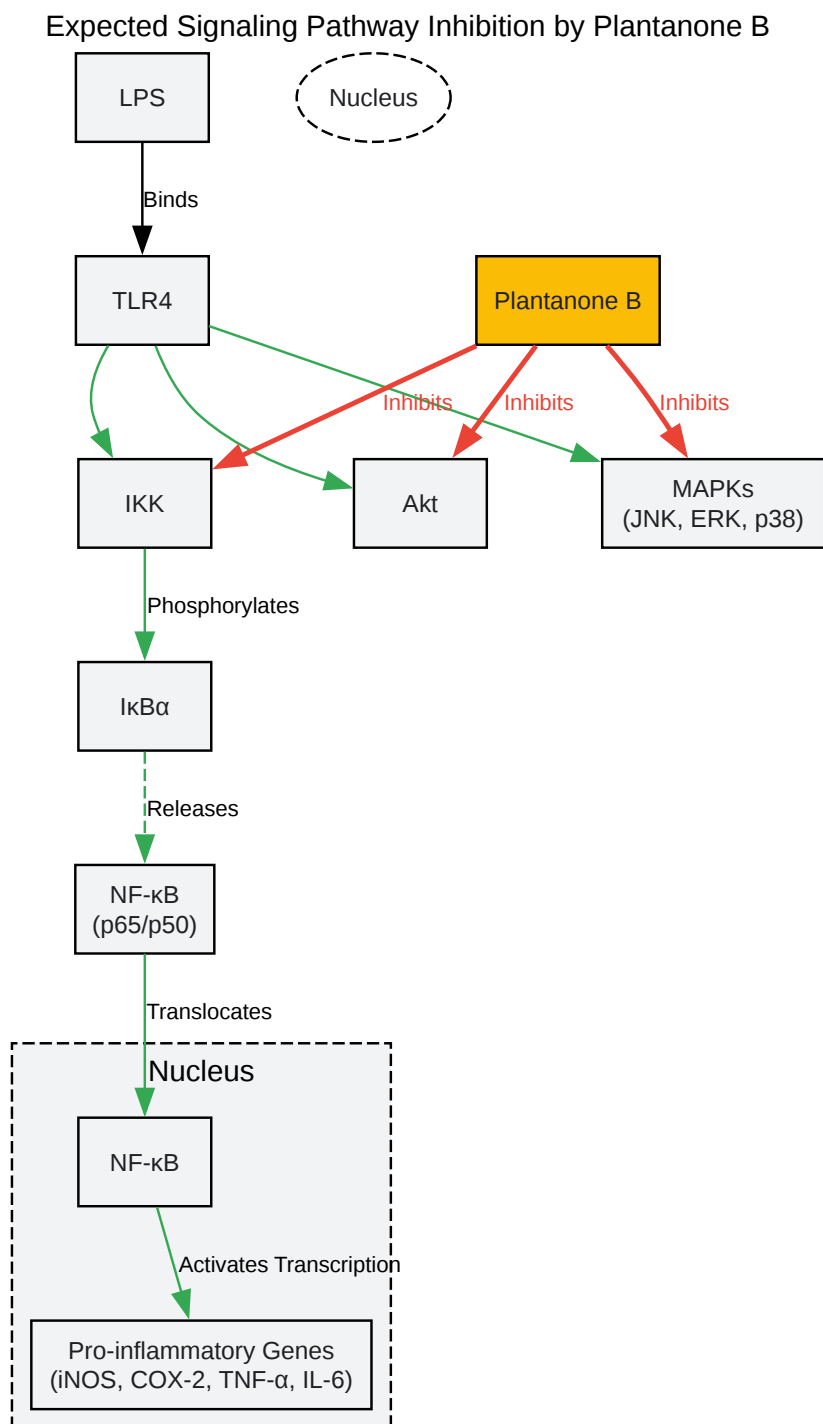 Expected Signaling Pathway Inhibition by Plantanone B
LPS
Nucleus
Binds
TLR4
Plantanone B
Inhibits
Inhibits
Inhibits
IKK
Akt
MAPKs
(JNK, ERK, p38)
Phosphorylates
IκBα
Releases
NF-κB
(p65/p50)
Translocates
Nucleus
NF-κB
Activates Transcription
Pro-inflammatory Genes
(iNOS, COX-2, TNF-α, IL-6)